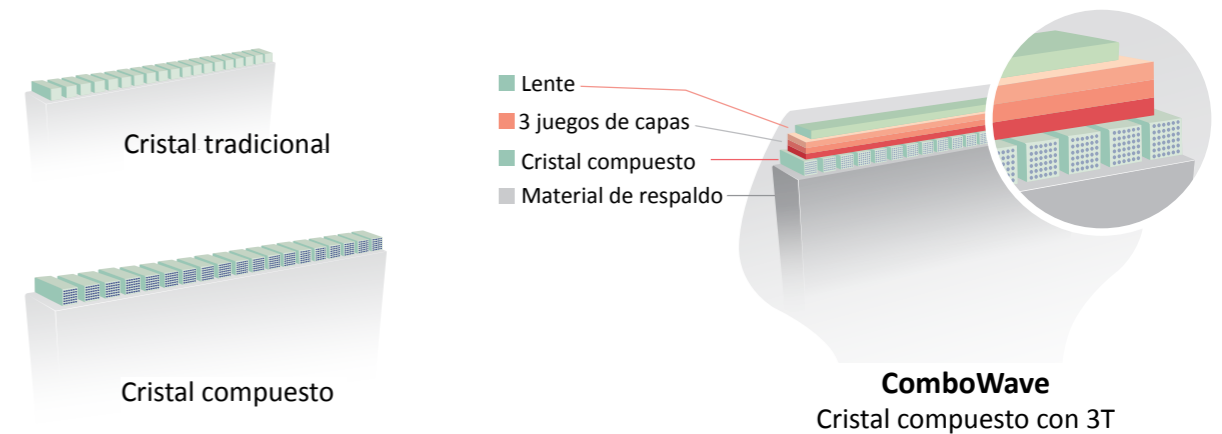 Cristal tradicional
Cristal compuesto
Lente
3 juegos de capas
Cristal compuesto
Material de respaldo
ComboWave
Cristal compuesto con 3T